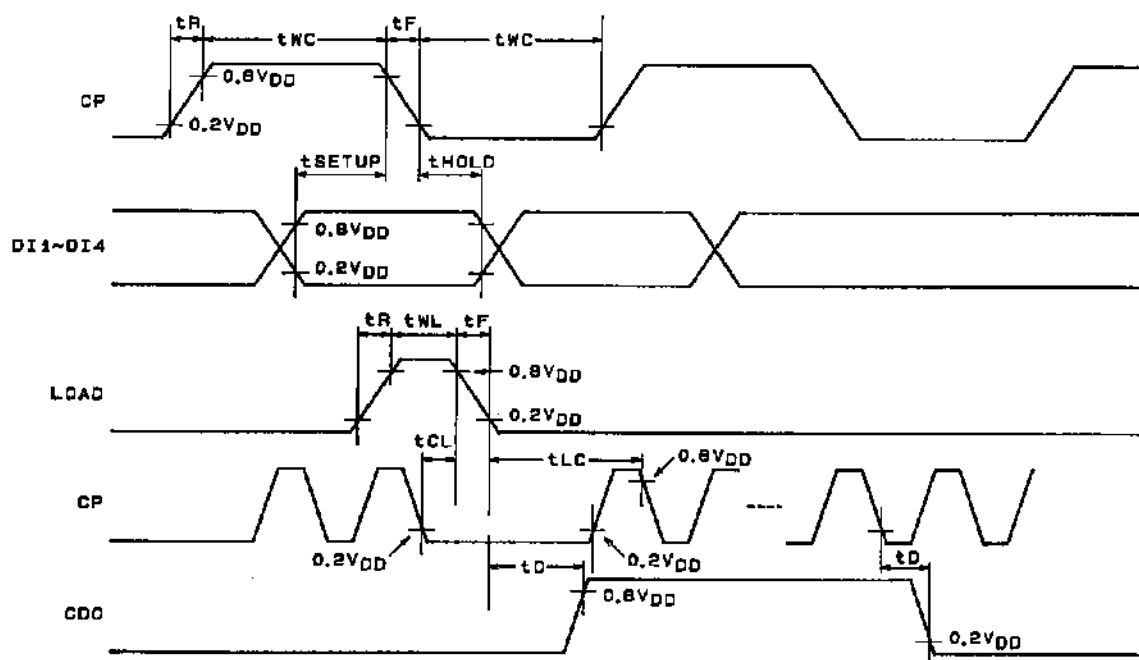 tR tWC tF tWC
CP
0.8VDD
0.2VDD
tSETUP tHOLD
DI1~DI4
0.8VDD
0.2VDD
tR tWL tF
LOAD
0.8VDD
0.2VDD
tCL tLC
CP
0.8VDD
0.2VDD
0.2VDD
tD
tD
CDO
0.8VDD
0.2VDD